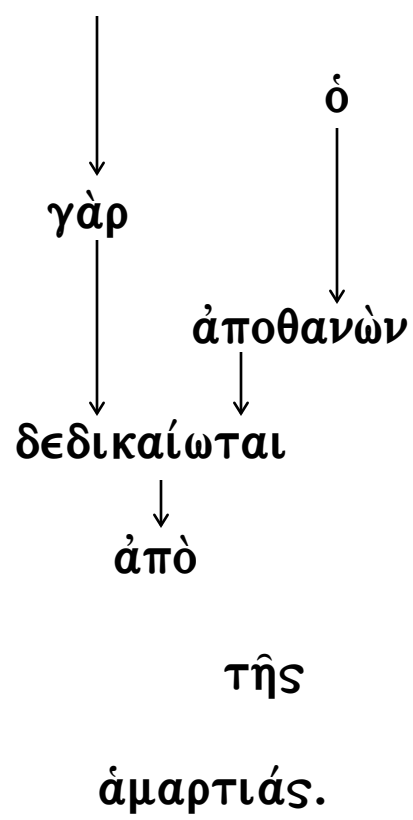 ὁ
γὰρ
ἀποθανὼν
δεδικαίωται
ἀπὸ
τῆς
ἁμαρτιάς.